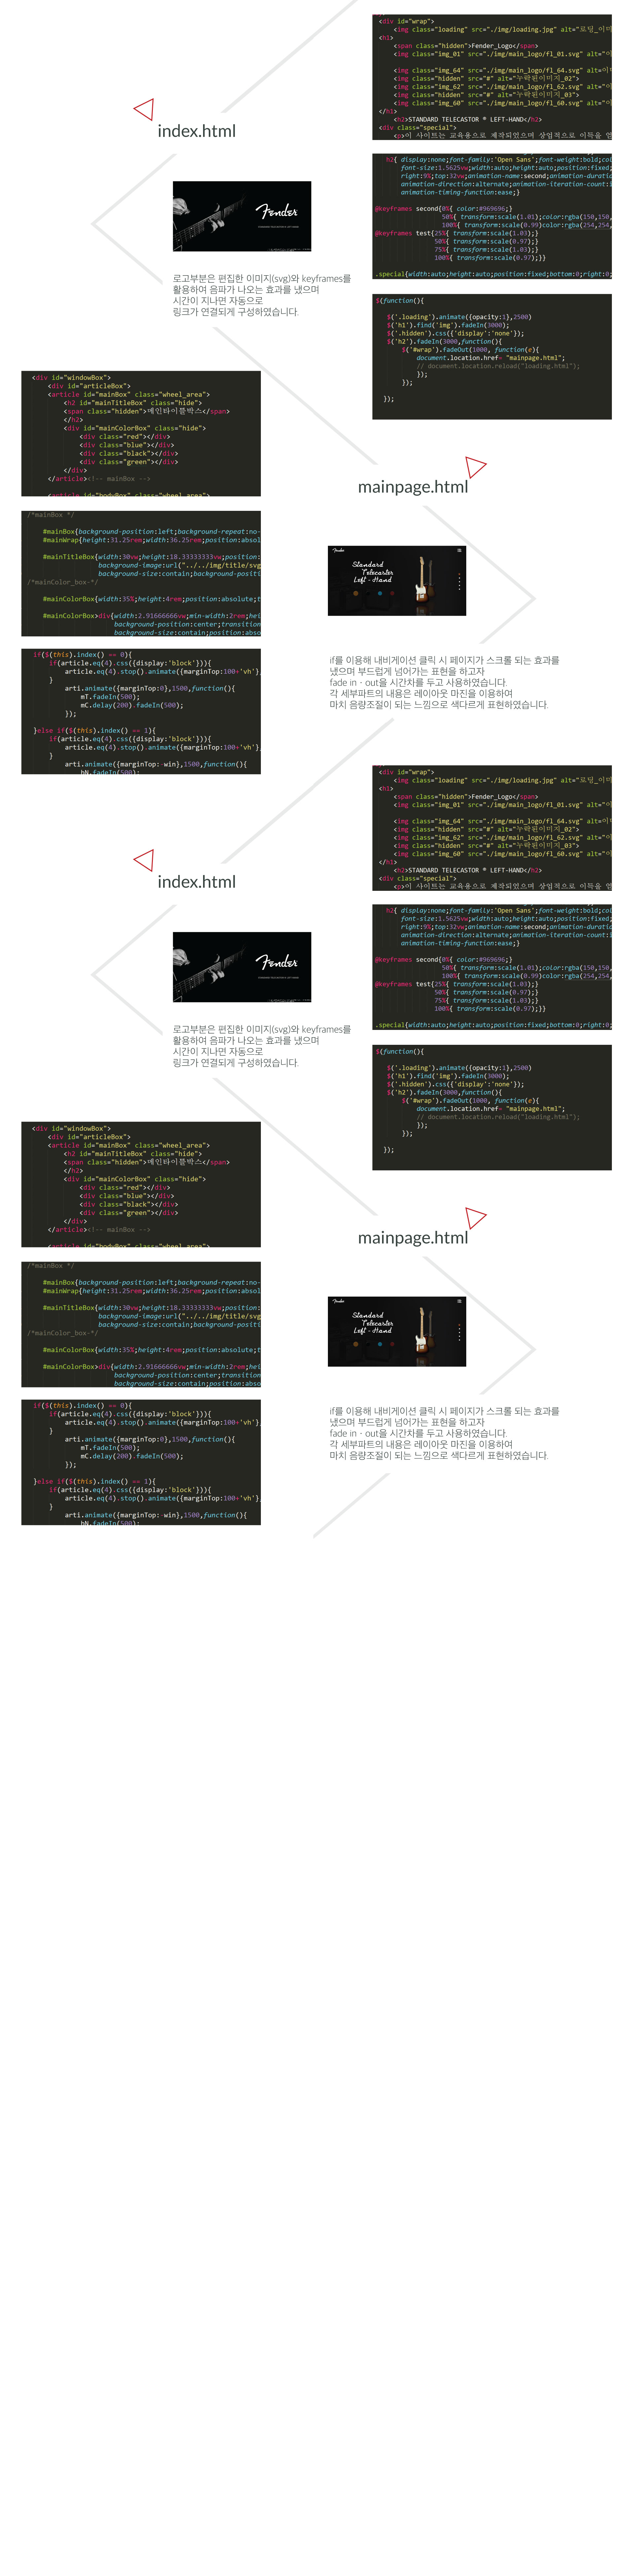 <div id="wrap">
<img class="loading" src="./img/loading.jpg" alt="로딩_이미
<h1>
<span class="hidden">Fender_Logo</span>
<img class="img_01" src="./img/main_logo/fl_01.svg" alt="이
<img class="img_64" src="./img/main_logo/fl_64.svg" alt=이미
<img class="hidden" src="#" alt="누락된이미지_02">
<img class="img_62" src="./img/main_logo/fl_62.svg" alt="이
<img class="hidden" src="#" alt="누락된이미지_03">
<img class="img_60" src="./img/main_logo/fl_60.svg" alt="이
</h1>
<h2>STANDARD TELECASTOR ® LEFT-HAND</h2>
<div class="special">
<p>이 사이트는 교육용으로 제작되었으며 상업적으로 이득을 얻
index.html
h2{ display:none;font-family:'Open Sans';font-weight:bold;col
font-size:1.5625vw;width:auto;height:auto;position:fixed;
right:9%;top:32vw;animation-name:second;animation-duratio
animation-direction:alternate;animation-iteration-count:i
animation-timing-function:ease;}
@keyframes second{0%{ color:#969696;}
50%{ transform:scale(1.01);color:rgba(150,150,
100%{ transform:scale(0.99)color:rgba(254,254,
@keyframes test{25%{ transform:scale(1.03);}
50%{ transform:scale(0.97);}
75%{ transform:scale(1.03);}
100%{ transform:scale(0.97);}}
.special{width:auto;height:auto;position:fixed;bottom:0;right:0;
Fender
로고부분은 편집한 이미지(svg)와 keyframes를
활용하여 음파가 나오는 효과를 냈으며
시간이 지나면 자동으로
링크가 연결되게 구성하였습니다.
$(function(){
$('.loading').animate({opacity:1},2500)
$('h1').find('img').fadeIn(3000);
$('.hidden').css({'display':'none'});
$('h2').fadeIn(3000,function(){
$('#wrap').fadeOut(1000, function(e){
document.location.href= "mainpage.html";
// document.location.reload("loading.html");
});
});
});
<div id="windowBox">
<div id="articleBox">
<article id="mainBox" class="wheel_area">
<h2 id="mainTitleBox" class="hide">
<span class="hidden">메인타이틀박스</span>
</h2>
<div id="mainColorBox" class="hide">
<div class="red"></div>
<div class="blue"></div>
<div class="black"></div>
<div class="green"></div>
</div>
</article><!-- mainBox -->
<article id="bodyBox" class="wheel_area">
mainpage.html
/*mainBox */
#mainBox{background-position:left;background-repeat:no-
#mainWrap{height:31.25rem;width:36.25rem;position:absol
#mainTitleBox{width:30vw;height:18.33333333vw;position:
background-image:url("../../img/title/svg
background-size:contain;background-positi
/*mainColor_box-*/
#mainColorBox{width:35%;height:4rem;position:absolute;t
#mainColorBox>div{width:2.91666666vw;min-width:2rem;hei
background-position:center;transition
background-size:contain;position:abso
Standard
Telecaster
Left - Hand
if를 이용해 내비게이션 클릭 시 페이지가 스크롤 되는 효과를
냈으며 부드럽게 넘어가는 표현을 하고자
fade in · out을 시간차를 두고 사용하였습니다.
각 세부파트의 내용은 레이아웃 마진을 이용하여
마치 음량조절이 되는 느낌으로 색다르게 표현하였습니다.
if($(this).index() == 0){
if(article.eq(4).css({display:'block'})){
article.eq(4).stop().animate({marginTop:100+'vh'}
}
arti.animate({marginTop:0},1500,function(){
mT.fadeIn(500);
mC.delay(200).fadeIn(500);
});
}else if($(this).index() == 1){
if(article.eq(4).css({display:'block'})){
article.eq(4).stop().animate({marginTop:100+'vh'}
}
arti.animate({marginTop:-win},1500,function(){
bN.fadeIn(500);
<div id="wrap">
<img class="loading" src="./img/loading.jpg" alt="로딩_이미
<h1>
<span class="hidden">Fender_Logo</span>
<img class="img_01" src="./img/main_logo/fl_01.svg" alt="이
<img class="img_64" src="./img/main_logo/fl_64.svg" alt=이미
<img class="hidden" src="#" alt="누락된이미지_02">
<img class="img_62" src="./img/main_logo/fl_62.svg" alt="이
<img class="hidden" src="#" alt="누락된이미지_03">
<img class="img_60" src="./img/main_logo/fl_60.svg" alt="이
</h1>
<h2>STANDARD TELECASTOR ® LEFT-HAND</h2>
<div class="special">
<p>이 사이트는 교육용으로 제작되었으며 상업적으로 이득을 얻
index.html
h2{ display:none;font-family:'Open Sans';font-weight:bold;col
font-size:1.5625vw;width:auto;height:auto;position:fixed;
right:9%;top:32vw;animation-name:second;animation-duratio
animation-direction:alternate;animation-iteration-count:i
animation-timing-function:ease;}
@keyframes second{0%{ color:#969696;}
50%{ transform:scale(1.01);color:rgba(150,150,
100%{ transform:scale(0.99)color:rgba(254,254,
@keyframes test{25%{ transform:scale(1.03);}
50%{ transform:scale(0.97);}
75%{ transform:scale(1.03);}
100%{ transform:scale(0.97);}}
.special{width:auto;height:auto;position:fixed;bottom:0;right:0;
Fender
로고부분은 편집한 이미지(svg)와 keyframes를
활용하여 음파가 나오는 효과를 냈으며
시간이 지나면 자동으로
링크가 연결되게 구성하였습니다.
$(function(){
$('.loading').animate({opacity:1},2500)
$('h1').find('img').fadeIn(3000);
$('.hidden').css({'display':'none'});
$('h2').fadeIn(3000,function(){
$('#wrap').fadeOut(1000, function(e){
document.location.href= "mainpage.html";
// document.location.reload("loading.html");
});
});
});
<div id="windowBox">
<div id="articleBox">
<article id="mainBox" class="wheel_area">
<h2 id="mainTitleBox" class="hide">
<span class="hidden">메인타이틀박스</span>
</h2>
<div id="mainColorBox" class="hide">
<div class="red"></div>
<div class="blue"></div>
<div class="black"></div>
<div class="green"></div>
</div>
</article><!-- mainBox -->
<article id="bodyBox" class="wheel_area">
mainpage.html
/*mainBox */
#mainBox{background-position:left;background-repeat:no-
#mainWrap{height:31.25rem;width:36.25rem;position:absol
#mainTitleBox{width:30vw;height:18.33333333vw;position:
background-image:url("../../img/title/svg
background-size:contain;background-positi
/*mainColor_box-*/
#mainColorBox{width:35%;height:4rem;position:absolute;t
#mainColorBox>div{width:2.91666666vw;min-width:2rem;hei
background-position:center;transition
background-size:contain;position:abso
Standard
Telecaster
Left - Hand
if를 이용해 내비게이션 클릭 시 페이지가 스크롤 되는 효과를
냈으며 부드럽게 넘어가는 표현을 하고자
fade in · out을 시간차를 두고 사용하였습니다.
각 세부파트의 내용은 레이아웃 마진을 이용하여
마치 음량조절이 되는 느낌으로 색다르게 표현하였습니다.
if($(this).index() == 0){
if(article.eq(4).css({display:'block'})){
article.eq(4).stop().animate({marginTop:100+'vh'}
}
arti.animate({marginTop:0},1500,function(){
mT.fadeIn(500);
mC.delay(200).fadeIn(500);
});
}else if($(this).index() == 1){
if(article.eq(4).css({display:'block'})){
article.eq(4).stop().animate({marginTop:100+'vh'}
}
arti.animate({marginTop:-win},1500,function(){
bN.fadeIn(500);